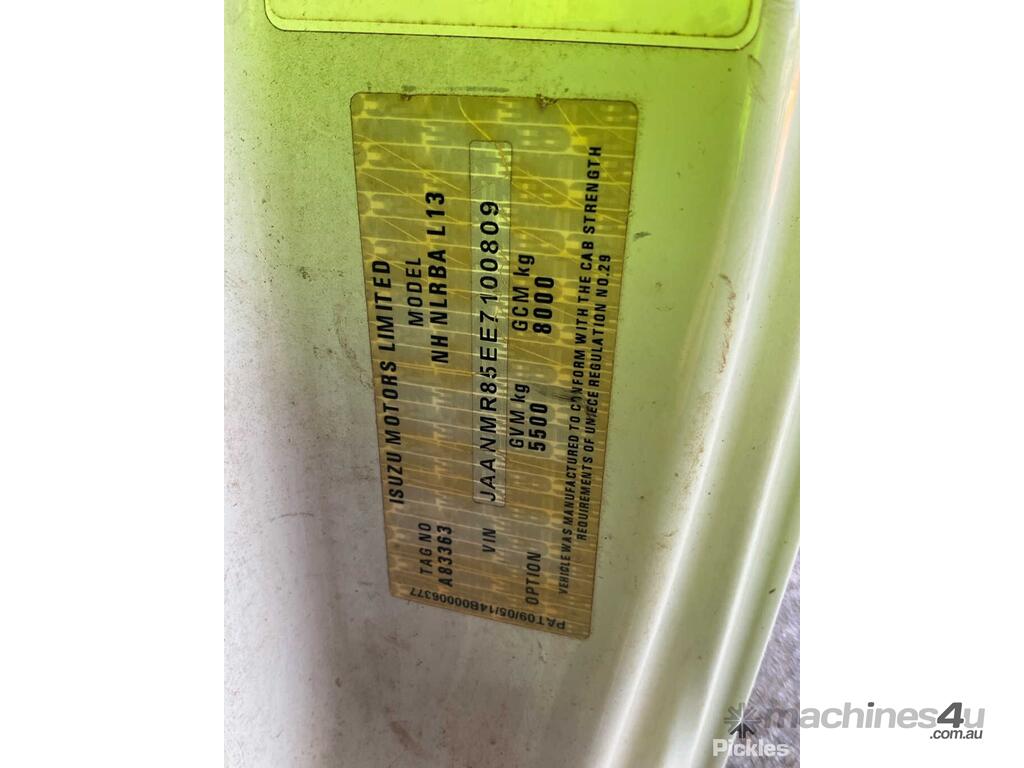 ISUZU MOTORS LIMITED
TAG NO MODEL
A83363 NH NLRBA L13
VIN JAANMR85EE7100809
GVM kg GCM kg
OPTION 5500 8000
VEHICLE WAS MANUFACTURED TO CONFORM WITH THE CAB STRENGTH
REQUIREMENTS OF UN/ECE REGULATION NO.29
PAT09/05/14B00006377
machines4u
.com.au
Pickles